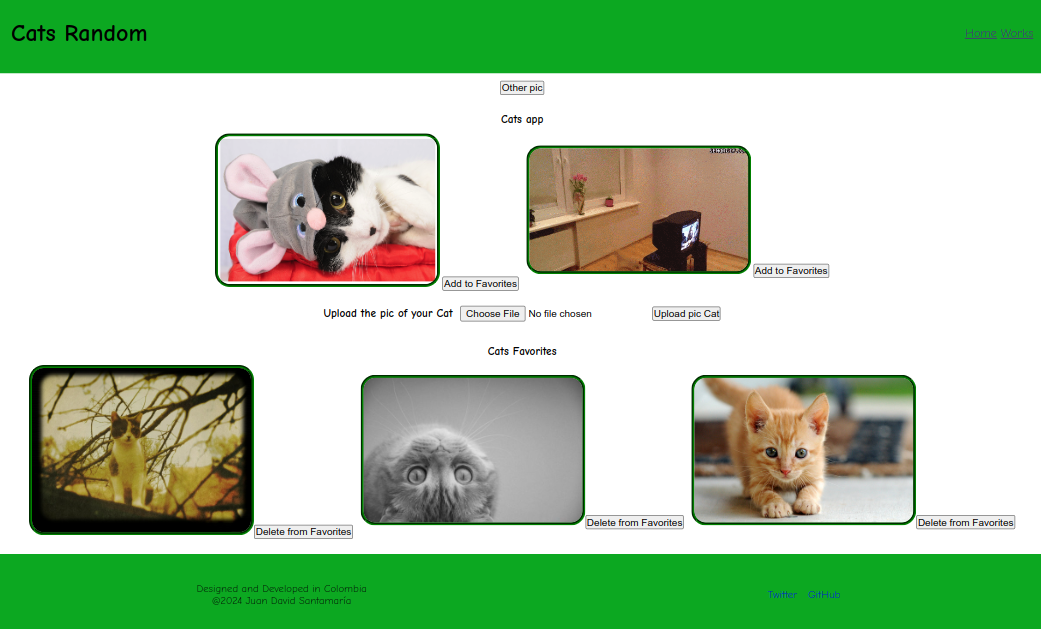 Cats Random
Home Works
Other pic
Cats app
Add to Favorites
Add to Favorites
Upload the pic of your Cat Choose File No file chosen Upload pic Cat
Cats Favorites
Delete from Favorites
Delete from Favorites
Delete from Favorites
Designed and Developed in Colombia
©2024 Juan David Santamaría
Twitter GitHub